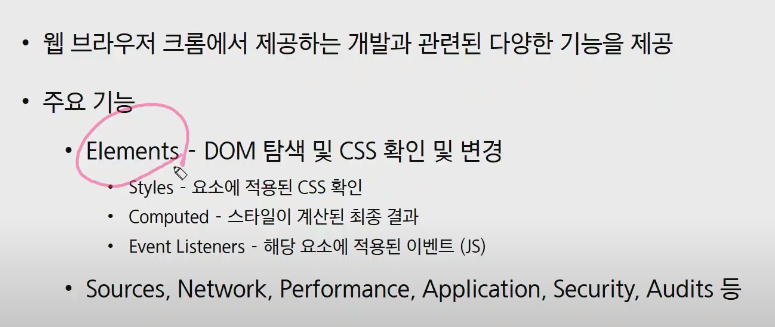 • 웹 브라우저 크롬에서 제공하는 개발과 관련된 다양한 기능을 제공
• 주요 기능
• Elements - DOM 탐색 및 CSS 확인 및 변경
• Styles - 요소에 적용된 CSS 확인
• Computed - 스타일이 계산된 최종 결과
• Event Listeners - 해당 요소에 적용된 이벤트 (JS)
• Sources, Network, Performance, Application, Security, Audits 등